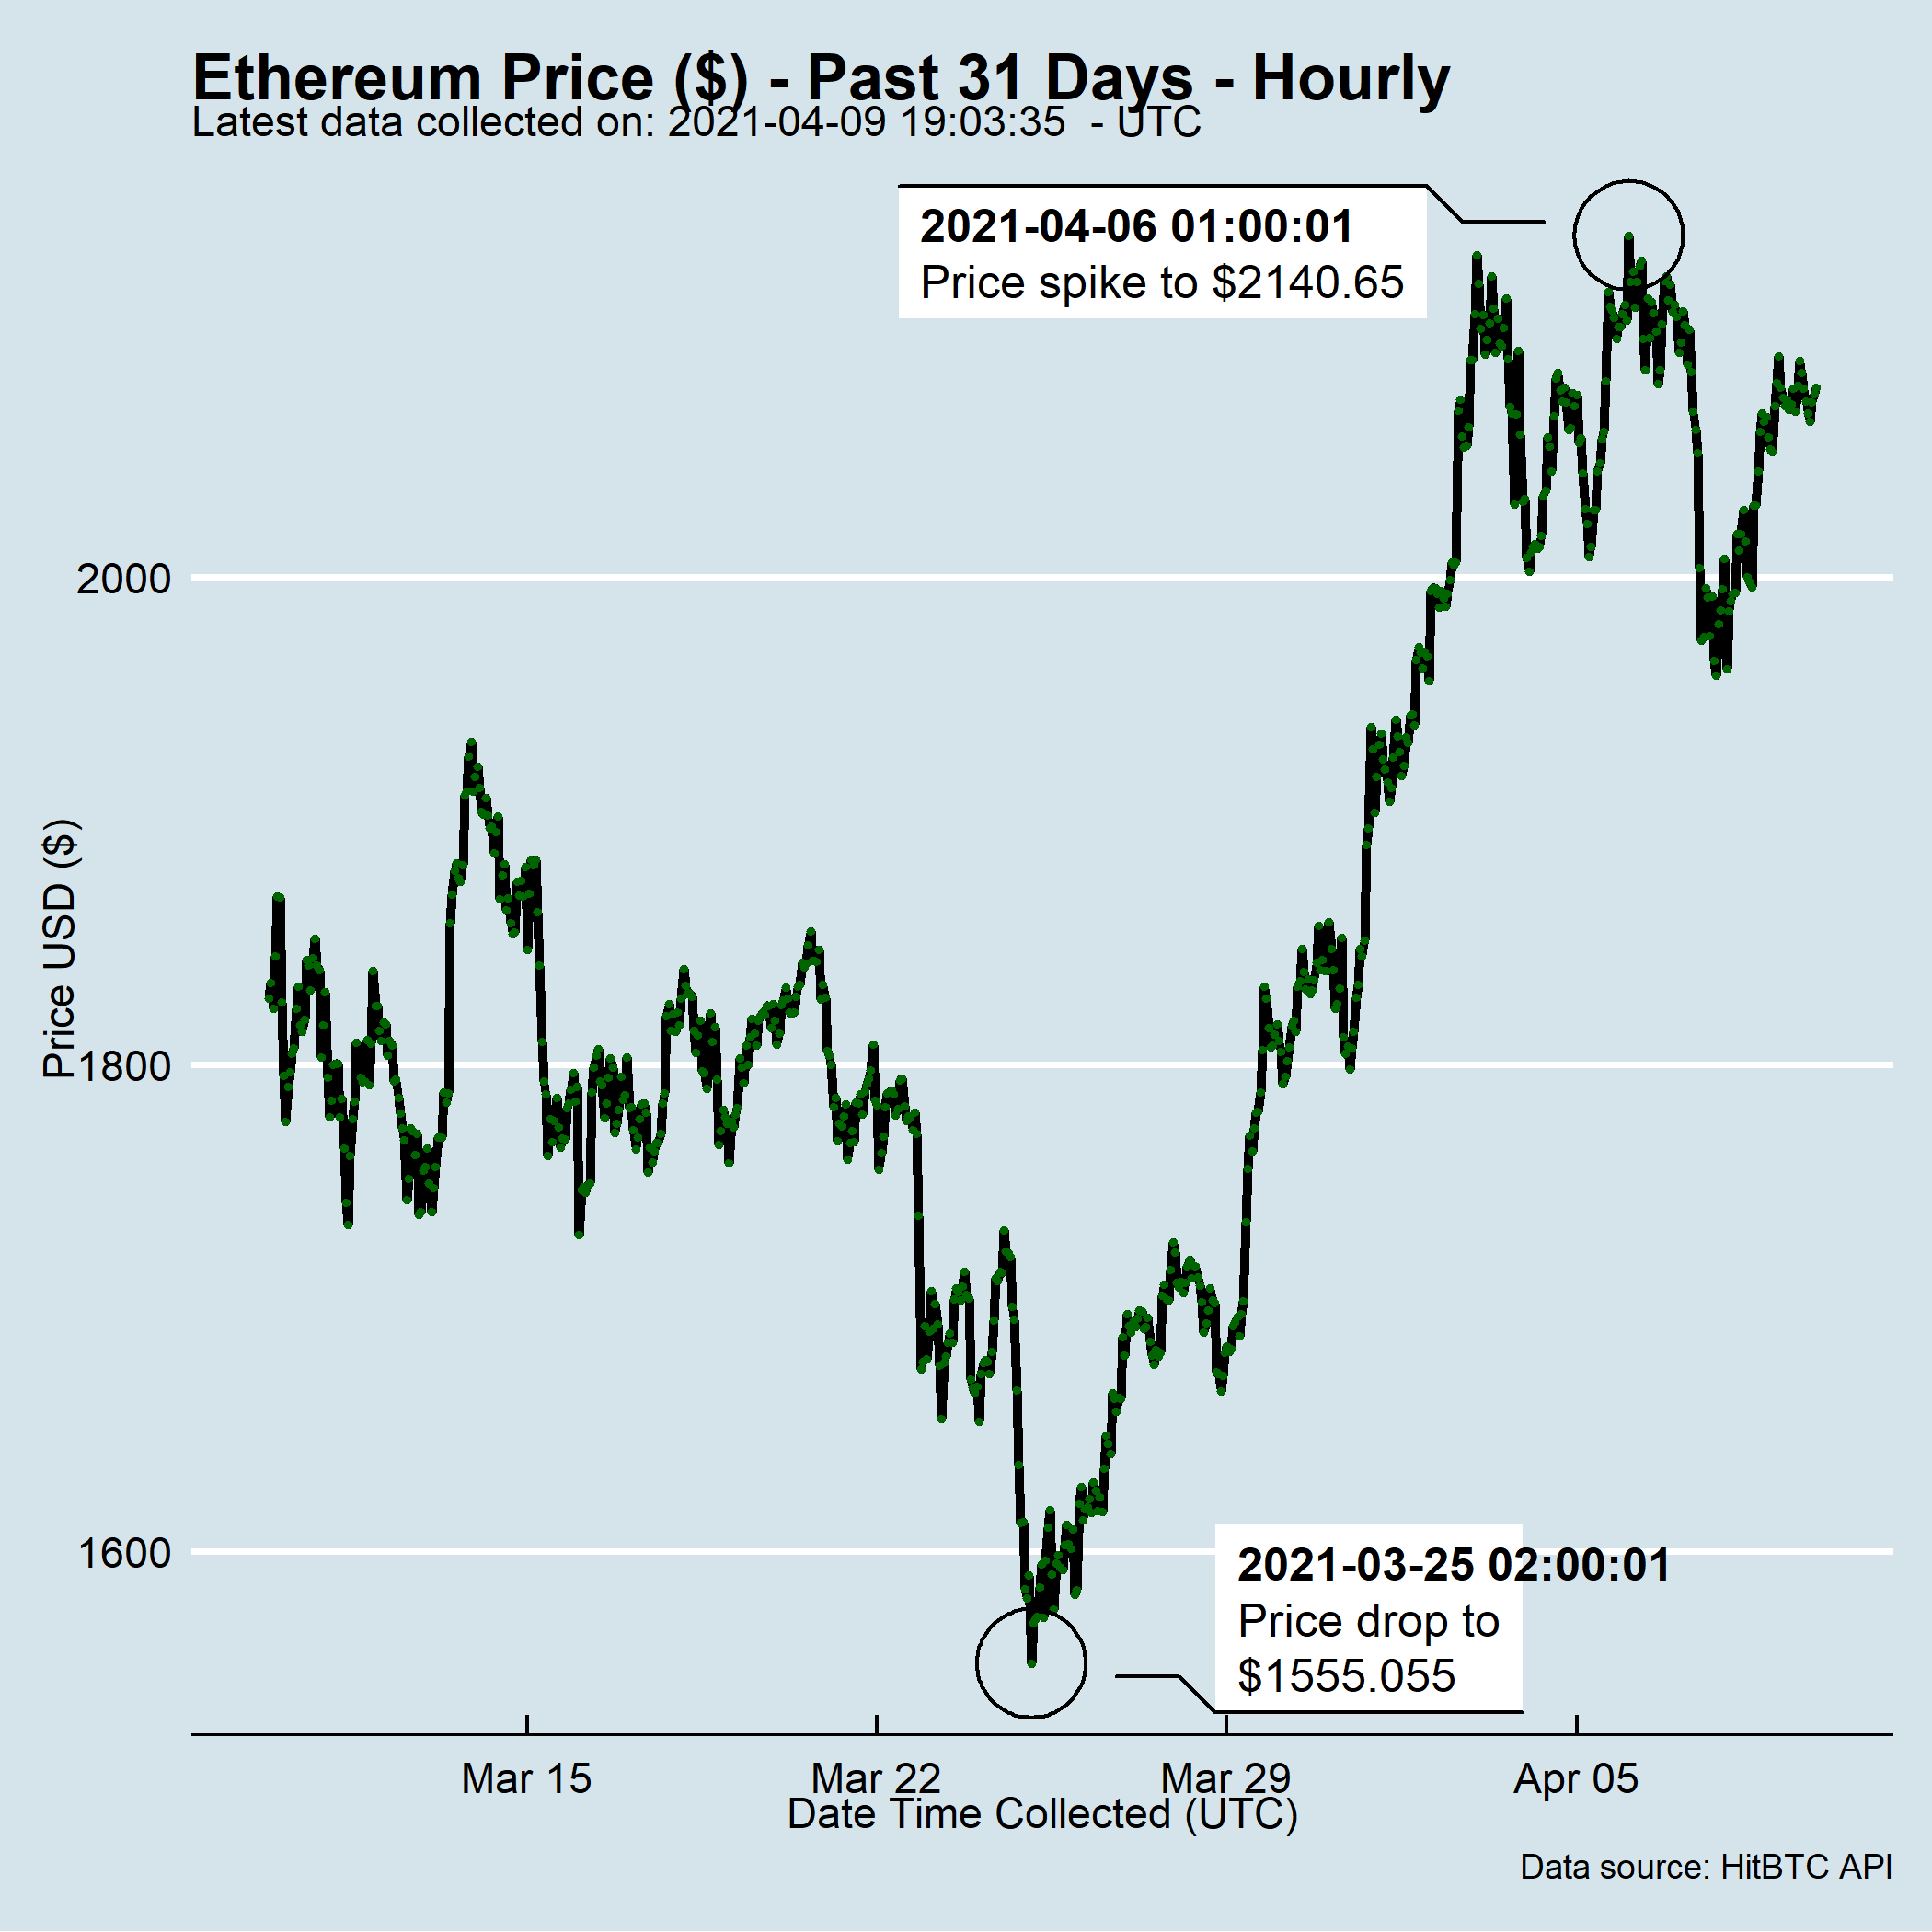 Ethereum Price ($) - Past 31 Days - Hourly
Latest data collected on: 2021-04-09 19:03:35  - UTC
2021-04-06 01:00:01
Price spike to $2140.65
2000
1800
1600
Price USD ($)
2021-03-25 02:00:01
Price drop to
$1555.055
Mar 15
Mar 22
Mar 29
Apr 05
Date Time Collected (UTC)
Data source: HitBTC API